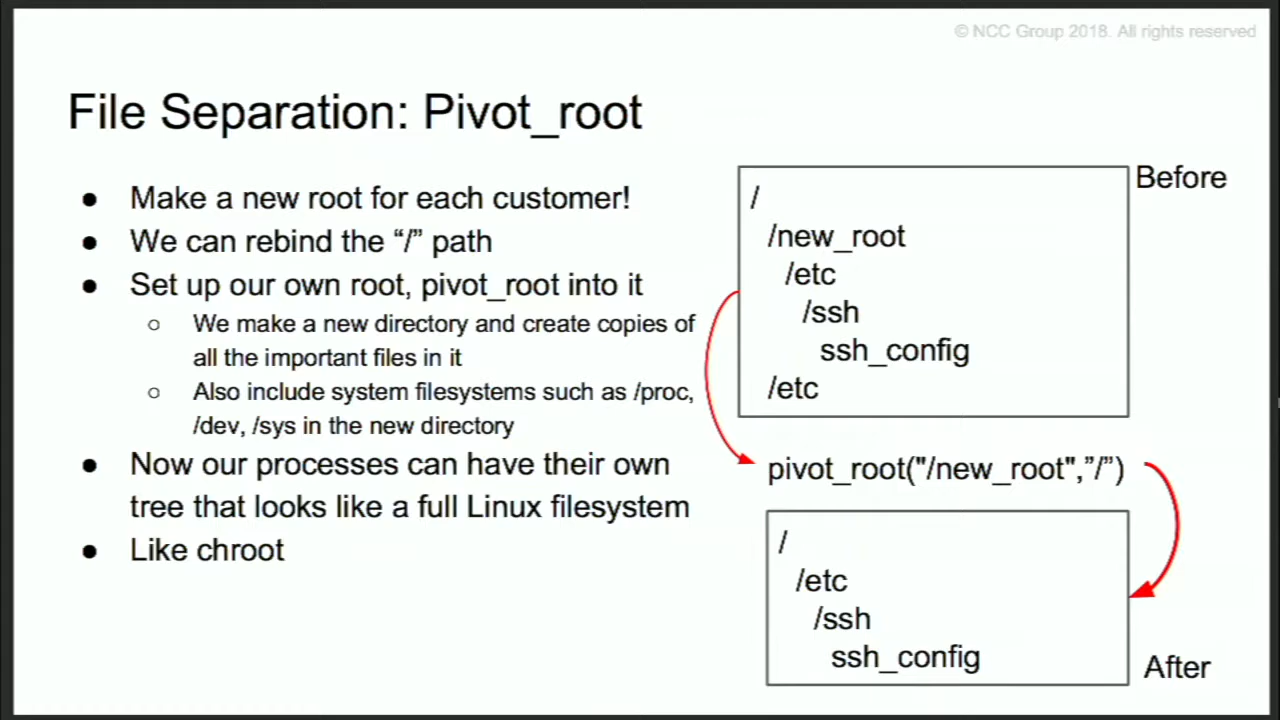 © NCC Group 2018. All rights reserved
File Separation: Pivot_root
● Make a new root for each customer!
● We can rebind the “/” path
● Set up our own root, pivot_root into it
○ We make a new directory and create copies of
all the important files in it
○ Also include system filesystems such as /proc,
/dev, /sys in the new directory
● Now our processes can have their own
tree that looks like a full Linux filesystem
● Like chroot
Before
/
/new_root
/etc
/ssh
ssh_config
/etc
pivot_root("/new_root",”/”)
/
/etc
/ssh
ssh_config
After